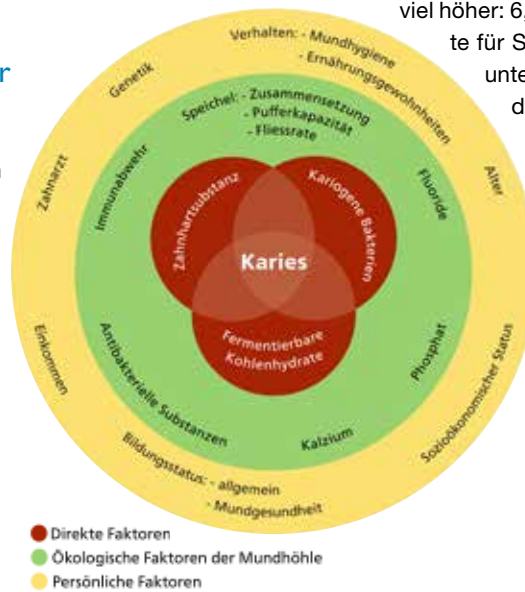 viel höher: 6,
te für S
unte
d
r
Verhalten: - Mundhygiene
- Ernährungsgewohnheiten
Genetik
Alter
Zahnarzt
Sozioökonomischer Status
Einkommen
Bildungsstatus: - allgemein
- Mundgesundheit
Speichel: - Zusammensetzung
- Pufferkapazität
- Fliessrate
Immunabwehr
Fluoride
Phosphat
Kalzium
Antibakterielle Substanzen
Zahnhartsubstanz
Kariogene Bakterien
Karies
Fermentierbare
Kohlenhydrate
Direkte Faktoren
Ökologische Faktoren der Mundhöhle
Persönliche Faktoren